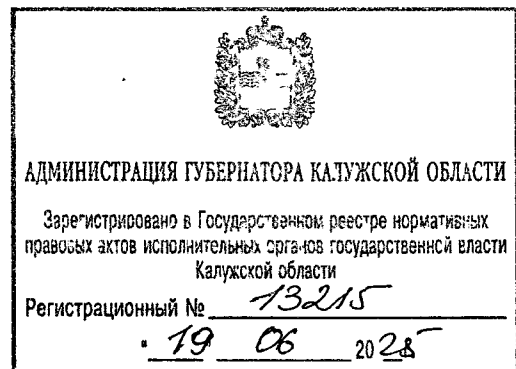 АДМИНИСТРАЦИЯ ГУБЕРНАТОРА КАЛУЖСКОЙ ОБЛАСТИ
Зарегистрировано в Государственном реестре нормативных
правовых актов исполнительных органов государственной власти
Калужской области
Регистрационный № 13215
" 19 " 06 2025